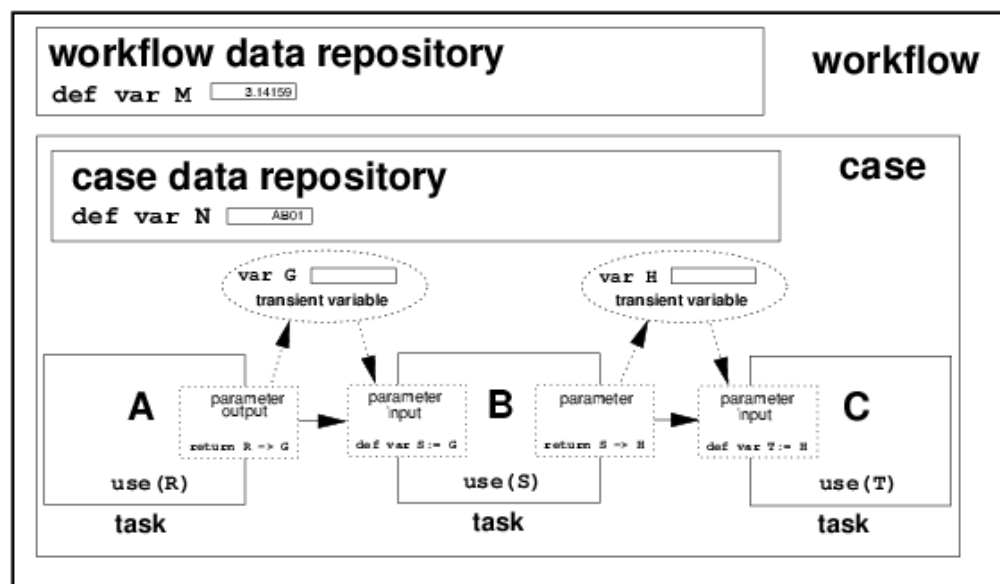 workflow data repository
workflow
def var M 3.14159
case data repository
case
def var N AB01
var G
transient variable
var H
transient variable
A
parameter
output
return R -> G
use(R)
task
parameter
input
def var S:= G
B
parameter
return S -> H
use(S)
task
parameter
input
def var T:= H
C
use(T)
task